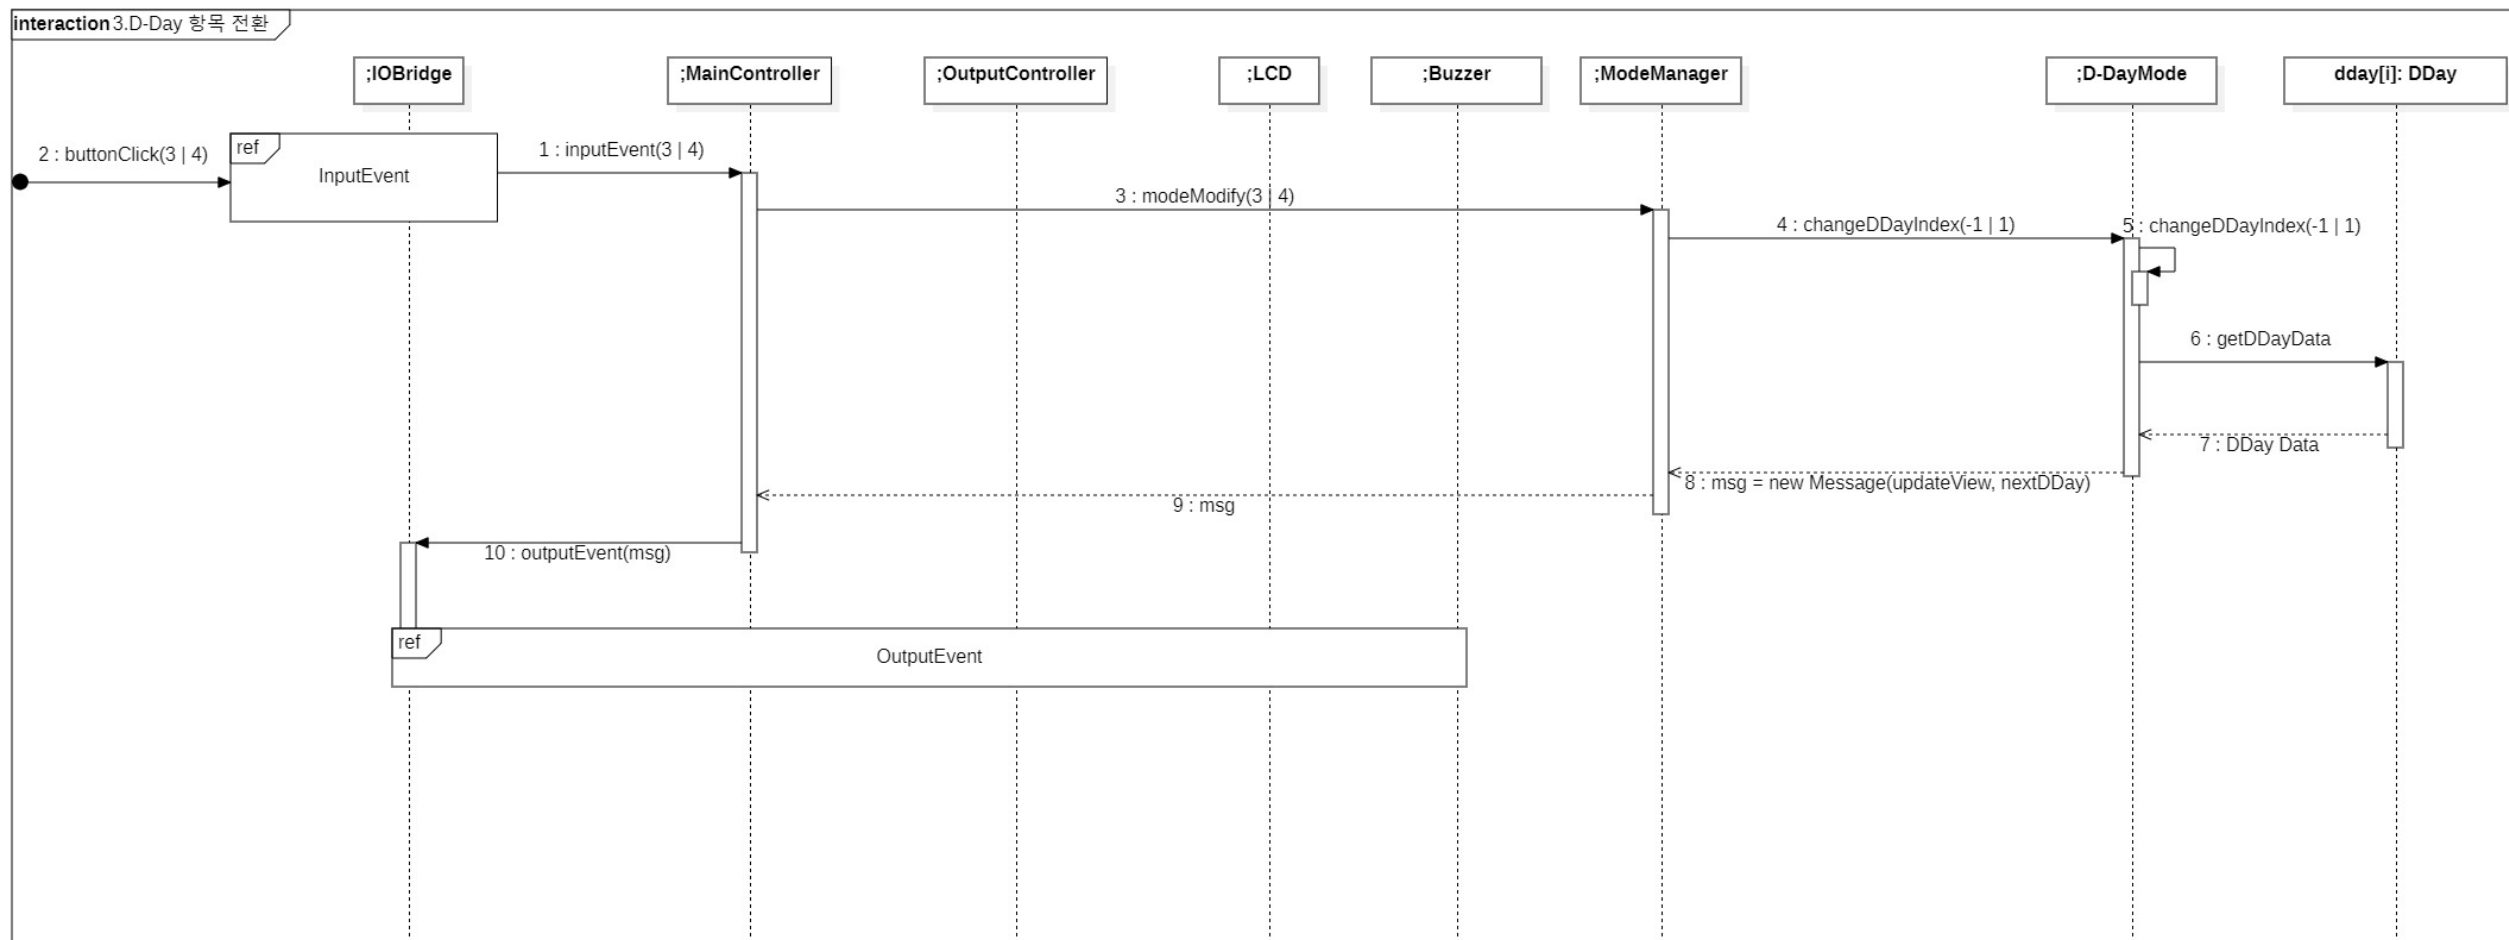 interaction 3.D-Day 항목 전환
;IOBridge
;MainController
;OutputController
;LCD
;Buzzer
;ModeManager
;D-DayMode
dday[i]: DDay
2 : buttonClick(3 | 4)
ref
InputEvent
1 : inputEvent(3 | 4)
3 : modeModify(3 | 4)
4 : changeDDayIndex(-1 | 1)
5 : changeDDayIndex(-1 | 1)
6 : getDDayData
7 : DDay Data
8 : msg = new Message(updateView, nextDDay)
9 : msg
10 : outputEvent(msg)
ref
OutputEvent